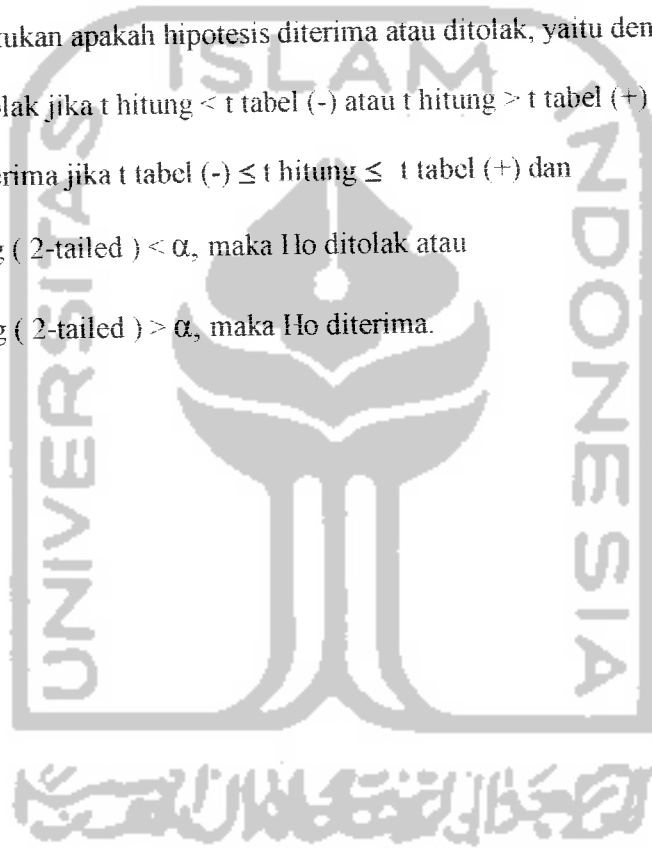 tukan apakah hipotesis diterima atau ditolak, yaitu den
lak jika t hitung < t tabel (-) atau t hitung > t tabel (+)
erima jika t tabel (-) ≤ t hitung ≤ t tabel (+) dan
g ( 2-tailed ) < α, maka Ho ditolak atau
g ( 2-tailed ) > α, maka Ho diterima.
ISLAM
UNIVERSITAS
INDONESIA